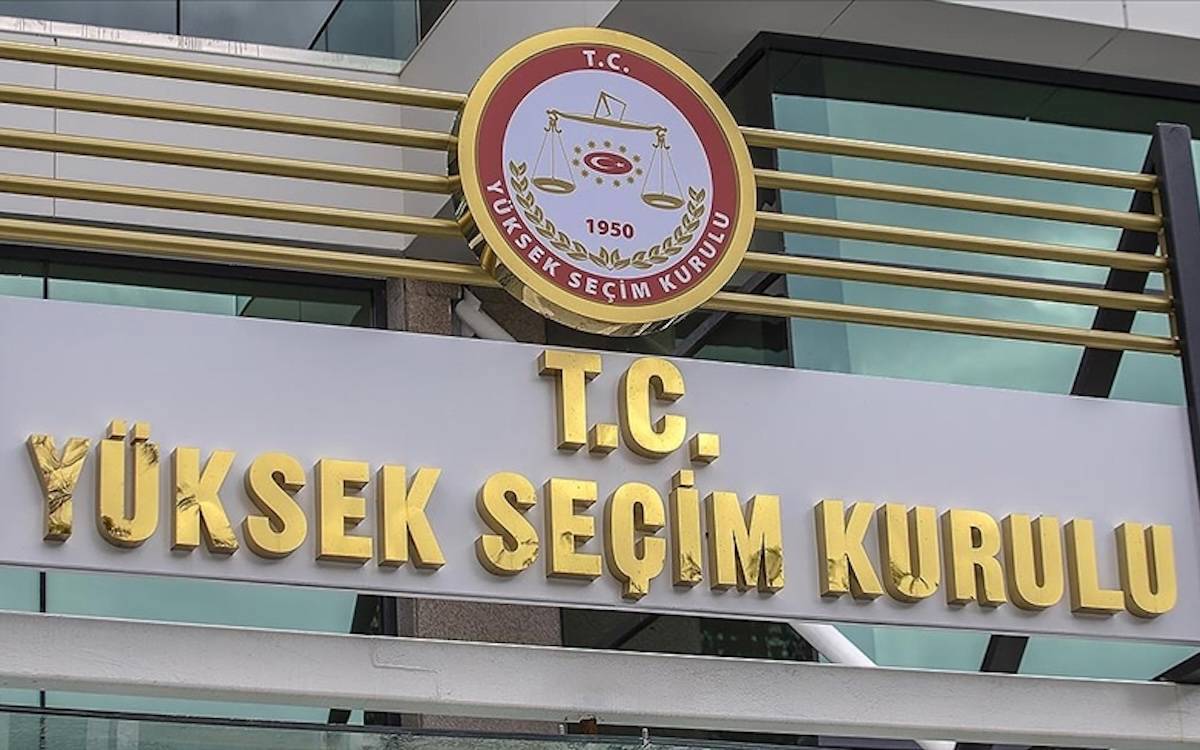 T.C.
1950
YÜKSEK SEÇİM KURULU
T.C.
YÜKSEK SEÇİM KURULU